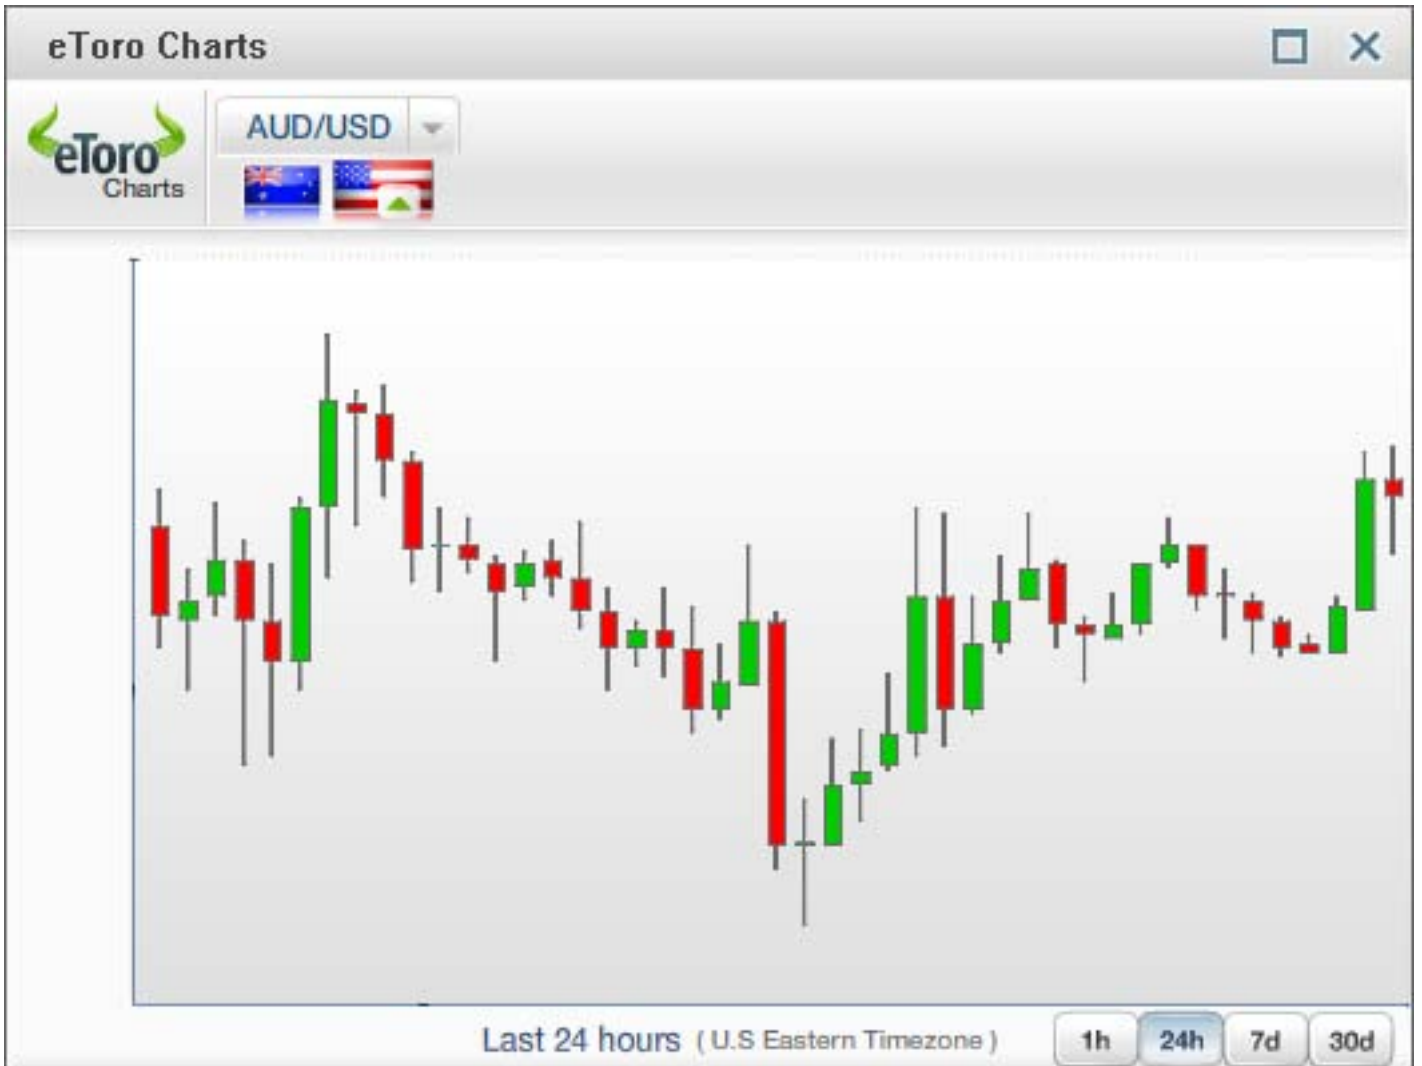 eToro Charts
eToro
Charts
AUD/USD
Last 24 hours ( U.S Eastern Timezone )
1h 24h 7d 30d